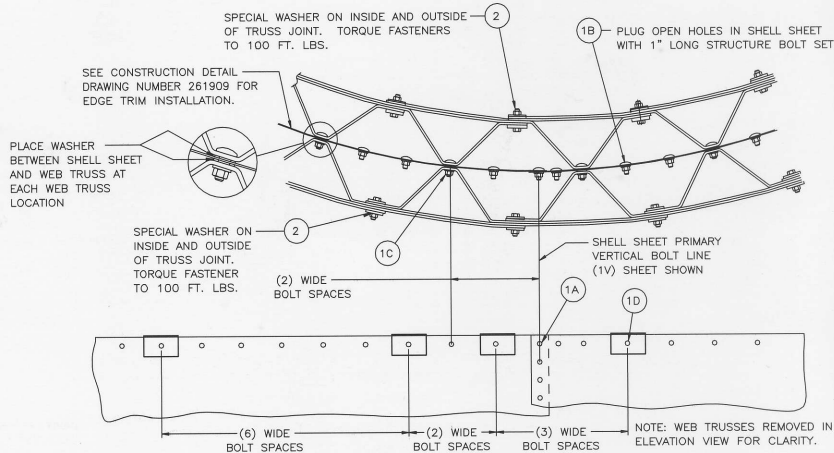 SPECIAL WASHER ON INSIDE AND OUTSIDE
OF TRUSS JOINT. TORQUE FASTENERS
TO 100 FT. LBS.
2
1B
PLUG OPEN HOLES IN SHELL SHEET
WITH 1" LONG STRUCTURE BOLT SET
SEE CONSTRUCTION DETAIL
DRAWING NUMBER 261909 FOR
EDGE TRIM INSTALLATION.
PLACE WASHER
BETWEEN SHELL SHEET
AND WEB TRUSS AT
EACH WEB TRUSS
LOCATION
SPECIAL WASHER ON
INSIDE AND OUTSIDE
OF TRUSS JOINT.
TORQUE FASTENER
TO 100 FT. LBS.
2
1C
(2) WIDE
BOLT SPACES
SHELL SHEET PRIMARY
VERTICAL BOLT LINE
(1V) SHEET SHOWN
1A
1D
(6) WIDE
BOLT SPACES
(2) WIDE
BOLT SPACES
(3) WIDE
BOLT SPACES
NOTE: WEB TRUSSES REMOVED IN
ELEVATION VIEW FOR CLARITY.